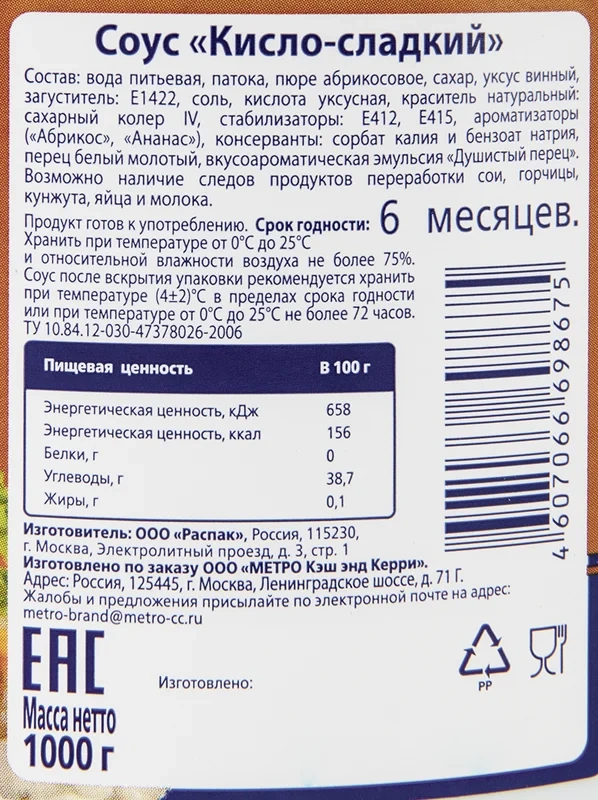 Соус «Кисло-сладкий»
Состав: вода питьевая, патока, пюре абрикосовое, сахар, уксус винный,
загуститель: Е1422, соль, кислота уксусная, краситель натуральный:
сахарный колер IV, стабилизаторы: Е412, Е415, ароматизаторы
(«Абрикос», «Ананас»), консерванты: сорбат калия и бензоат натрия,
перец белый молотый, вкусоароматическая эмульсия «Душистый перец».
Возможно наличие следов продуктов переработки сои, горчицы,
кунжута, яйца и молока.
Продукт готов к употреблению. Срок годности: 6 месяцев.
Хранить при температуре от 0°С до 25°С
и относительной влажности воздуха не более 75%.
Соус после вскрытия упаковки рекомендуется хранить
при температуре (4±2)°С в пределах срока годности
или при температуре от 0°С до 25°С не более 72 часов.
ТУ 10.84.12-030-47378026-2006
Пищевая ценность В 100 г
Энергетическая ценность, кДж 658
Энергетическая ценность, ккал 156
Белки, г 0
Углеводы, г 38,7
Жиры, г 0,1
4607066698675
Изготовитель: ООО «Распак», Россия, 115230,
г. Москва, Электролитный проезд, д. 3, стр. 1
Изготовлено по заказу ООО «МЕТРО Кэш энд Керри».
Адрес: Россия, 125445, г. Москва, Ленинградское шоссе, д. 71 Г.
Жалобы и предложения присылайте по электронной почте на адрес:
metro-brand@metro-cc.ru
ЕАС
Изготовлено:
PP
Масса нетто
1000 г